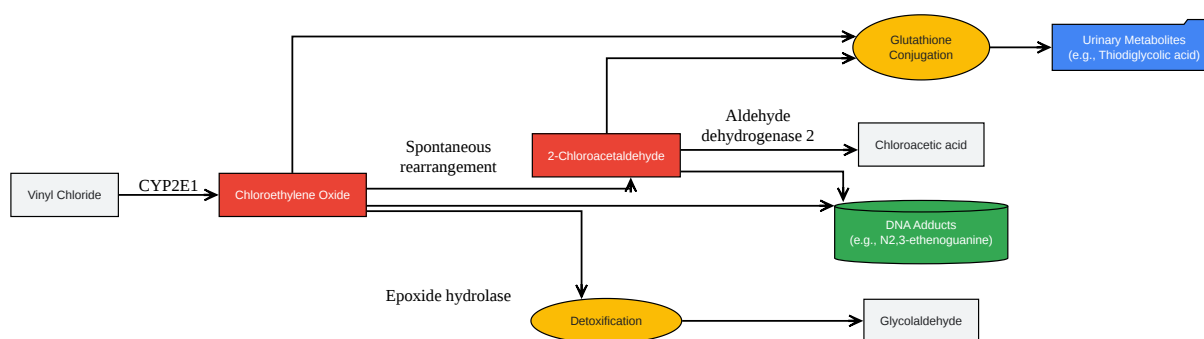 Glutathione
Conjugation
Urinary Metabolites
(e.g., Thiodiglycolic acid)
Aldehyde
dehydrogenase 2
Spontaneous
rearrangement
2-Chloroacetaldehyde
Chloroacetic acid
Vinyl Chloride
CYP2E1
Chloroethylene Oxide
DNA Adducts
(e.g., N2,3-ethenoguanine)
Epoxide hydrolase
Detoxification
Glycolaldehyde